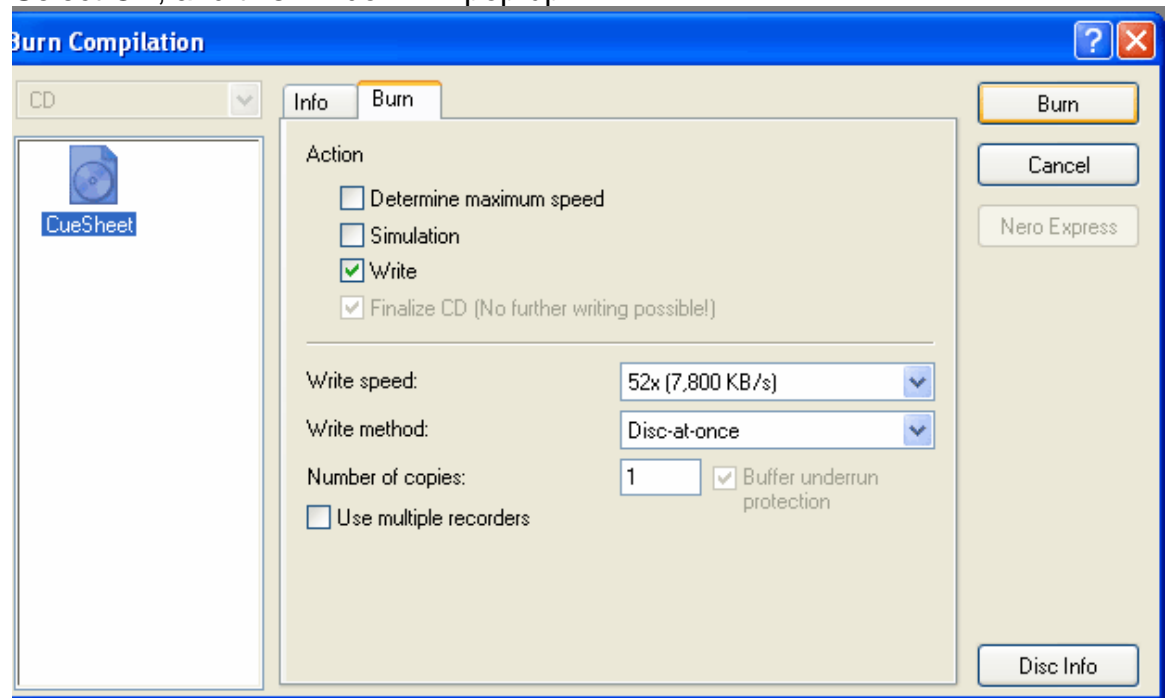 Burn Compilation
CD
CueSheet
Info
Burn
Action
Determine maximum speed
Simulation
Write
Finalize CD (No further writing possible!)
Write speed:
52x (7,800 KB/s)
Write method:
Disc-at-once
Number of copies:
1
Buffer underrun
protection
Use multiple recorders
Burn
Cancel
Nero Express
Disc Info